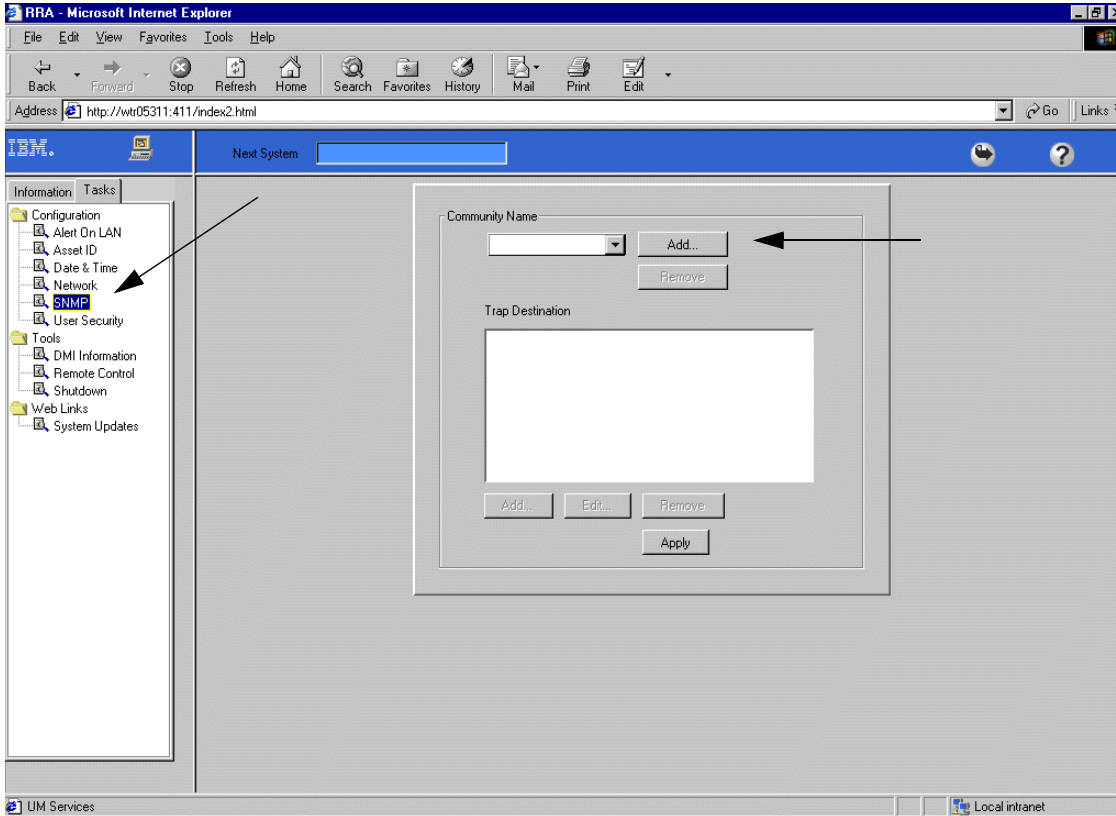 RRA - Microsoft Internet Explorer
File Edit View Favorites Tools Help
Back Forward Stop Refresh Home Search Favorites History Mail Print Edit
Address http://wtr05311:411/index2.html Go Links
IBM. Next System
Information Tasks
Configuration
Alert On LAN
Asset ID
Date & Time
Network
SNMP
User Security
Tools
DMI Information
Remote Control
Shutdown
Web Links
System Updates
Community Name
Add...
Remove
Trap Destination
Add... Edit... Remove
Apply
UM Services Local intranet